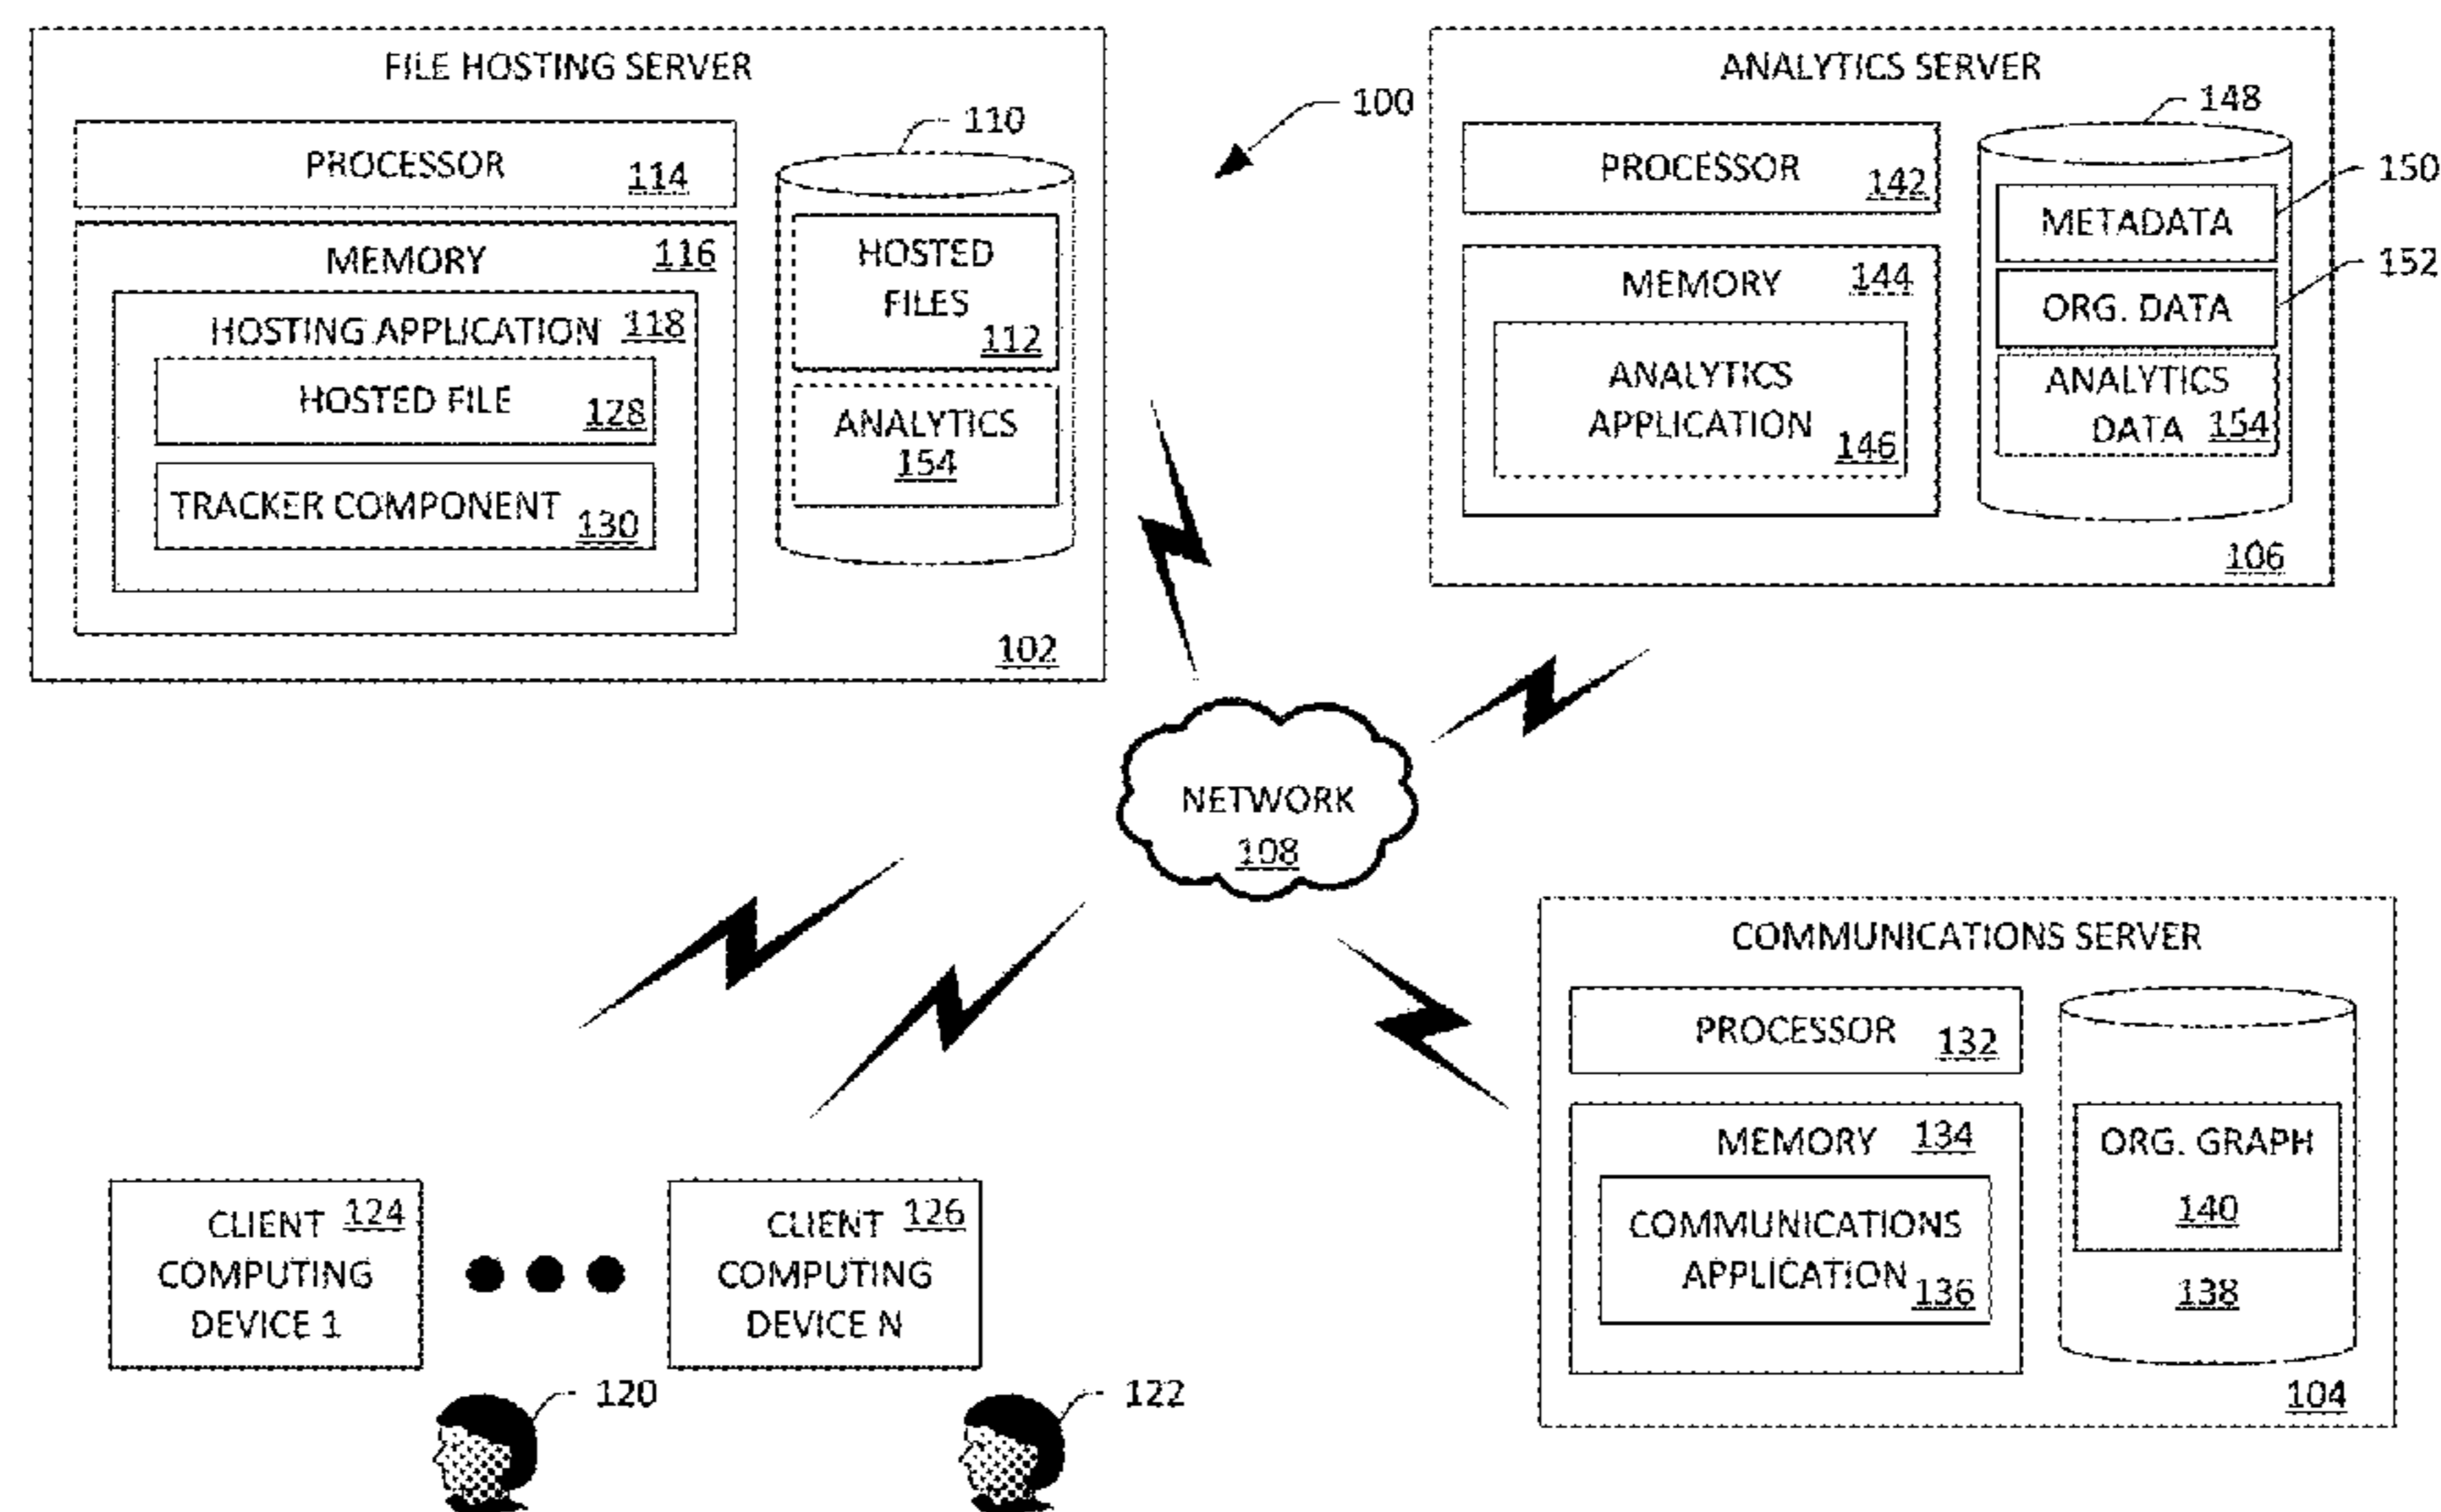 FILE HOSTING SERVER
PROCESSOR 114
MEMORY 116
HOSTING APPLICATION 118
HOSTED FILE 128
TRACKER COMPONENT 130
110
HOSTED
FILES
112
ANALYTICS
154
102
100
ANALYTICS SERVER
PROCESSOR 142
MEMORY 144
ANALYTICS
APPLICATION 146
148
METADATA
150
ORG. DATA
152
ANALYTICS
DATA 154
106
NETWORK
108
COMMUNICATIONS SERVER
PROCESSOR 132
MEMORY 134
COMMUNICATIONS
APPLICATION 136
ORG. GRAPH
140
138
104
CLIENT 124
COMPUTING
DEVICE 1
CLIENT 126
COMPUTING
DEVICE N
120
122